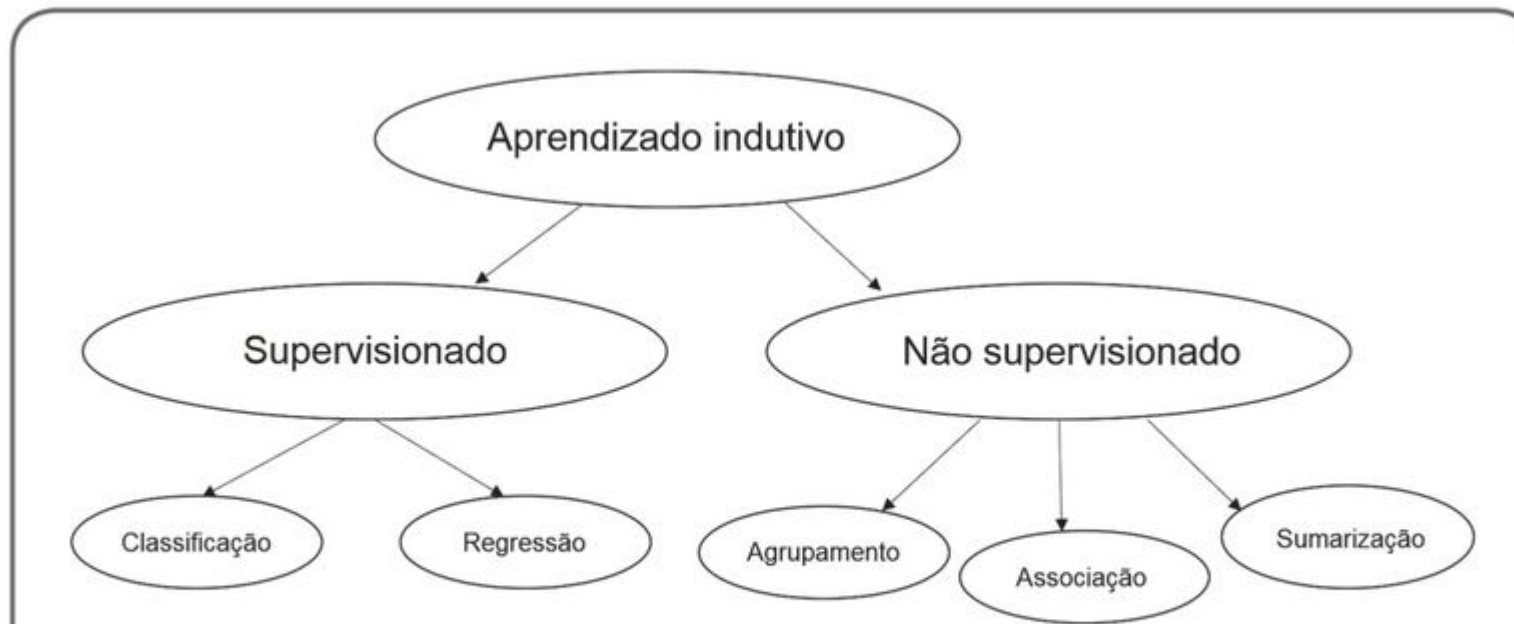 Aprendizado indutivo
Supervisionado
Não supervisionado
Classificação
Regressão
Agrupamento
Associação
Sumarização